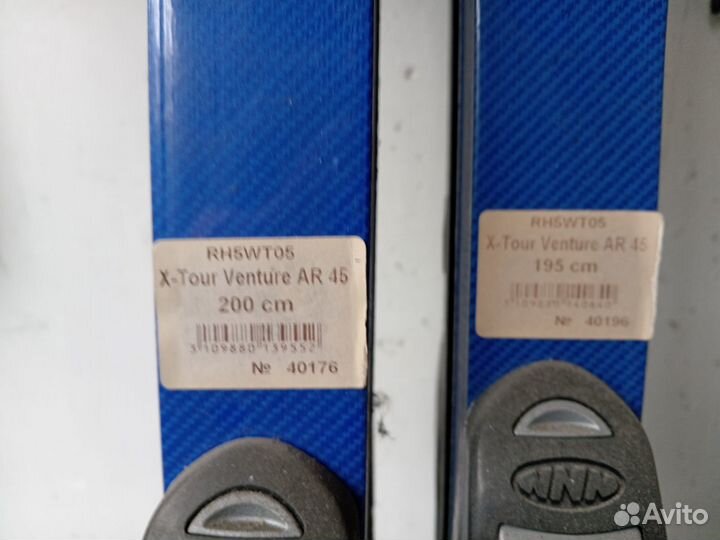 RH5WT05
X-Tour Venture AR 45
200 cm
3109880139552
№ 40176
RH5WT05
X-Tour Venture AR 45
195 cm
№ 40196
NNN
Avito